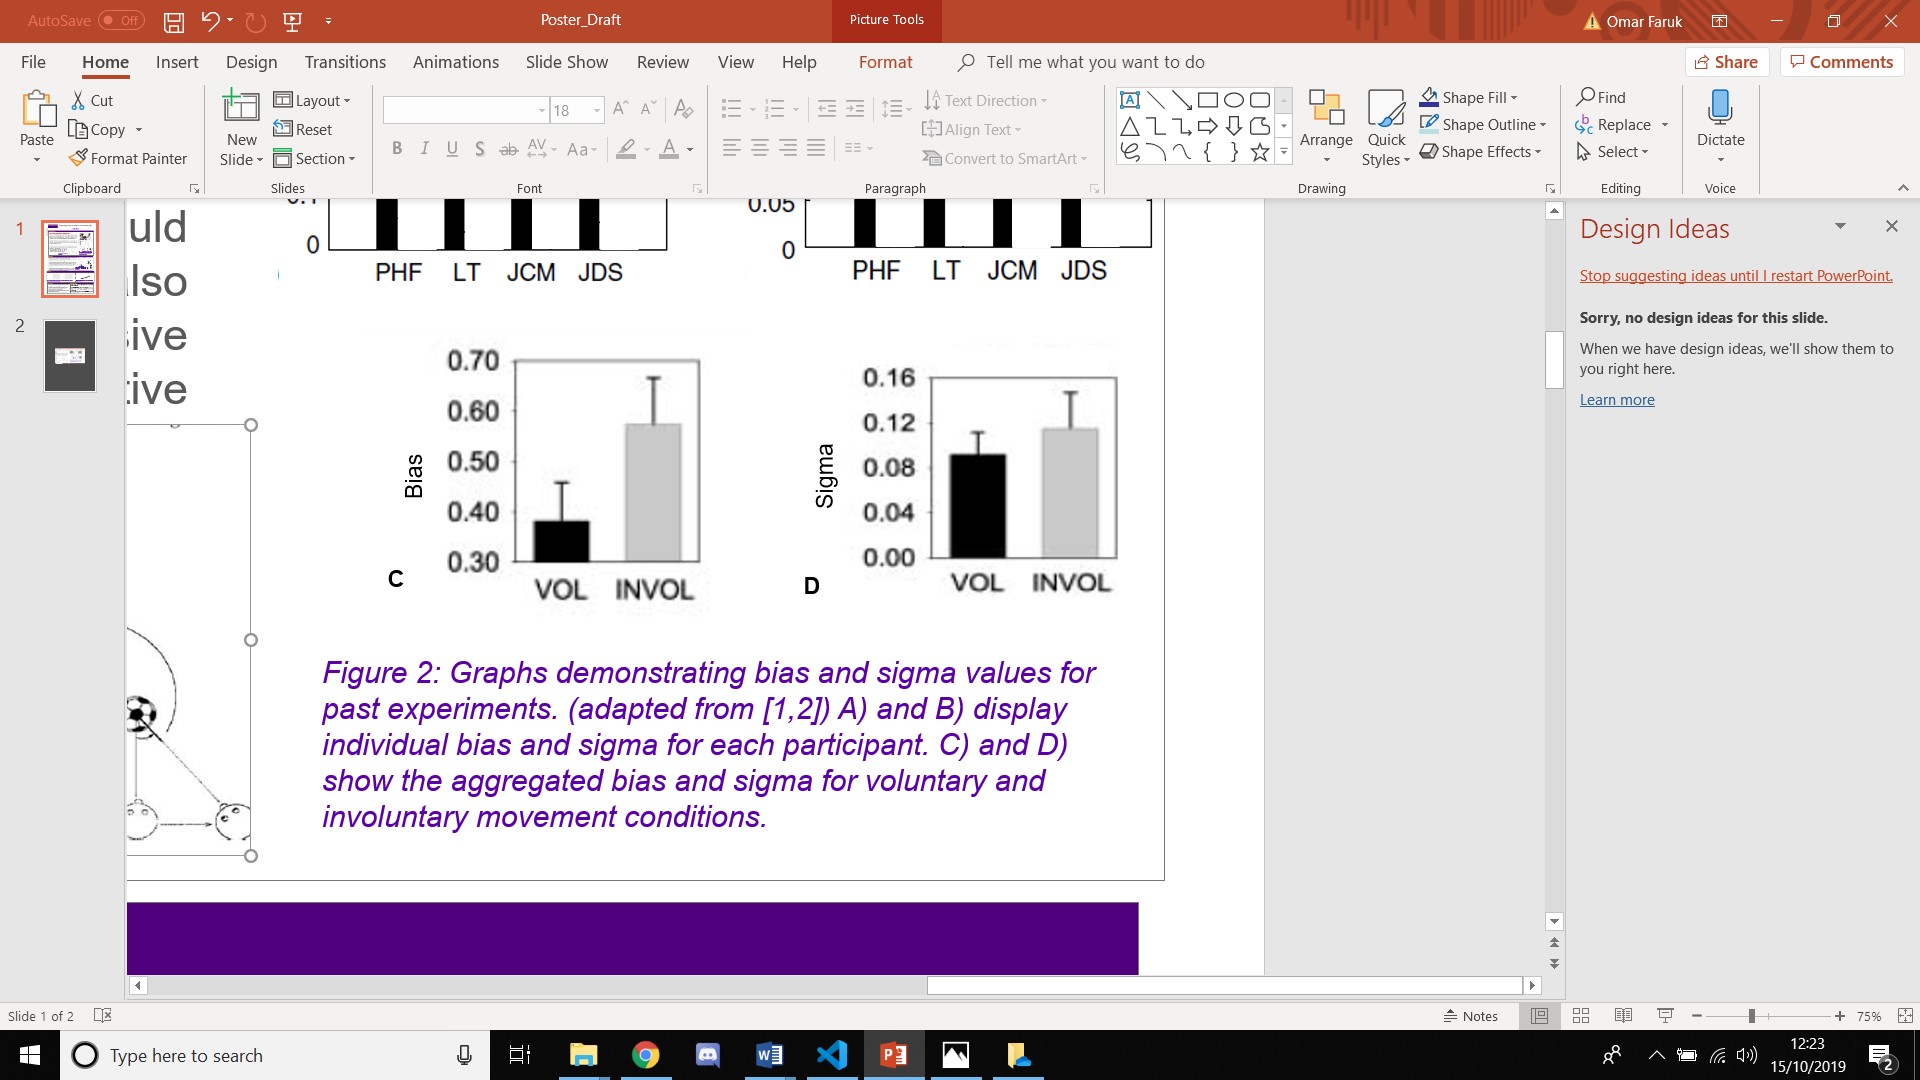 AutoSave Off
Poster_Draft
Picture Tools
Omar Faruk
File Home Insert Design Transitions Animations Slide Show Review View Help Format Tell me what you want to do Share Comments
Paste
Cut
Copy
Format Painter
Clipboard
New
Slide
Layout
Reset
Section
Slides
18
B I U S ab AV Aa A
Font
Text Direction
Align Text
Convert to SmartArt
Paragraph
Arrange
Quick
Styles
Shape Fill
Shape Outline
Shape Effects
Drawing
Find
Replace
Select
Editing
Dictate
Voice
1
2
uld
lso
sive
tive
0
PHF LT JCM JDS
0.05
0
PHF LT JCM JDS
0.70
0.60
0.50
0.40
0.30
Bias
C
VOL INVOL
0.16
0.12
0.08
0.04
0.00
Sigma
D
VOL INVOL
Figure 2: Graphs demonstrating bias and sigma values for
past experiments. (adapted from [1,2]) A) and B) display
individual bias and sigma for each participant. C) and D)
show the aggregated bias and sigma for voluntary and
involuntary movement conditions.
Design Ideas
Stop suggesting ideas until I restart PowerPoint.
Sorry, no design ideas for this slide.
When we have design ideas, we'll show them to
you right here.
Learn more
Slide 1 of 2
Notes
75%
Type here to search
12:23
15/10/2019
2